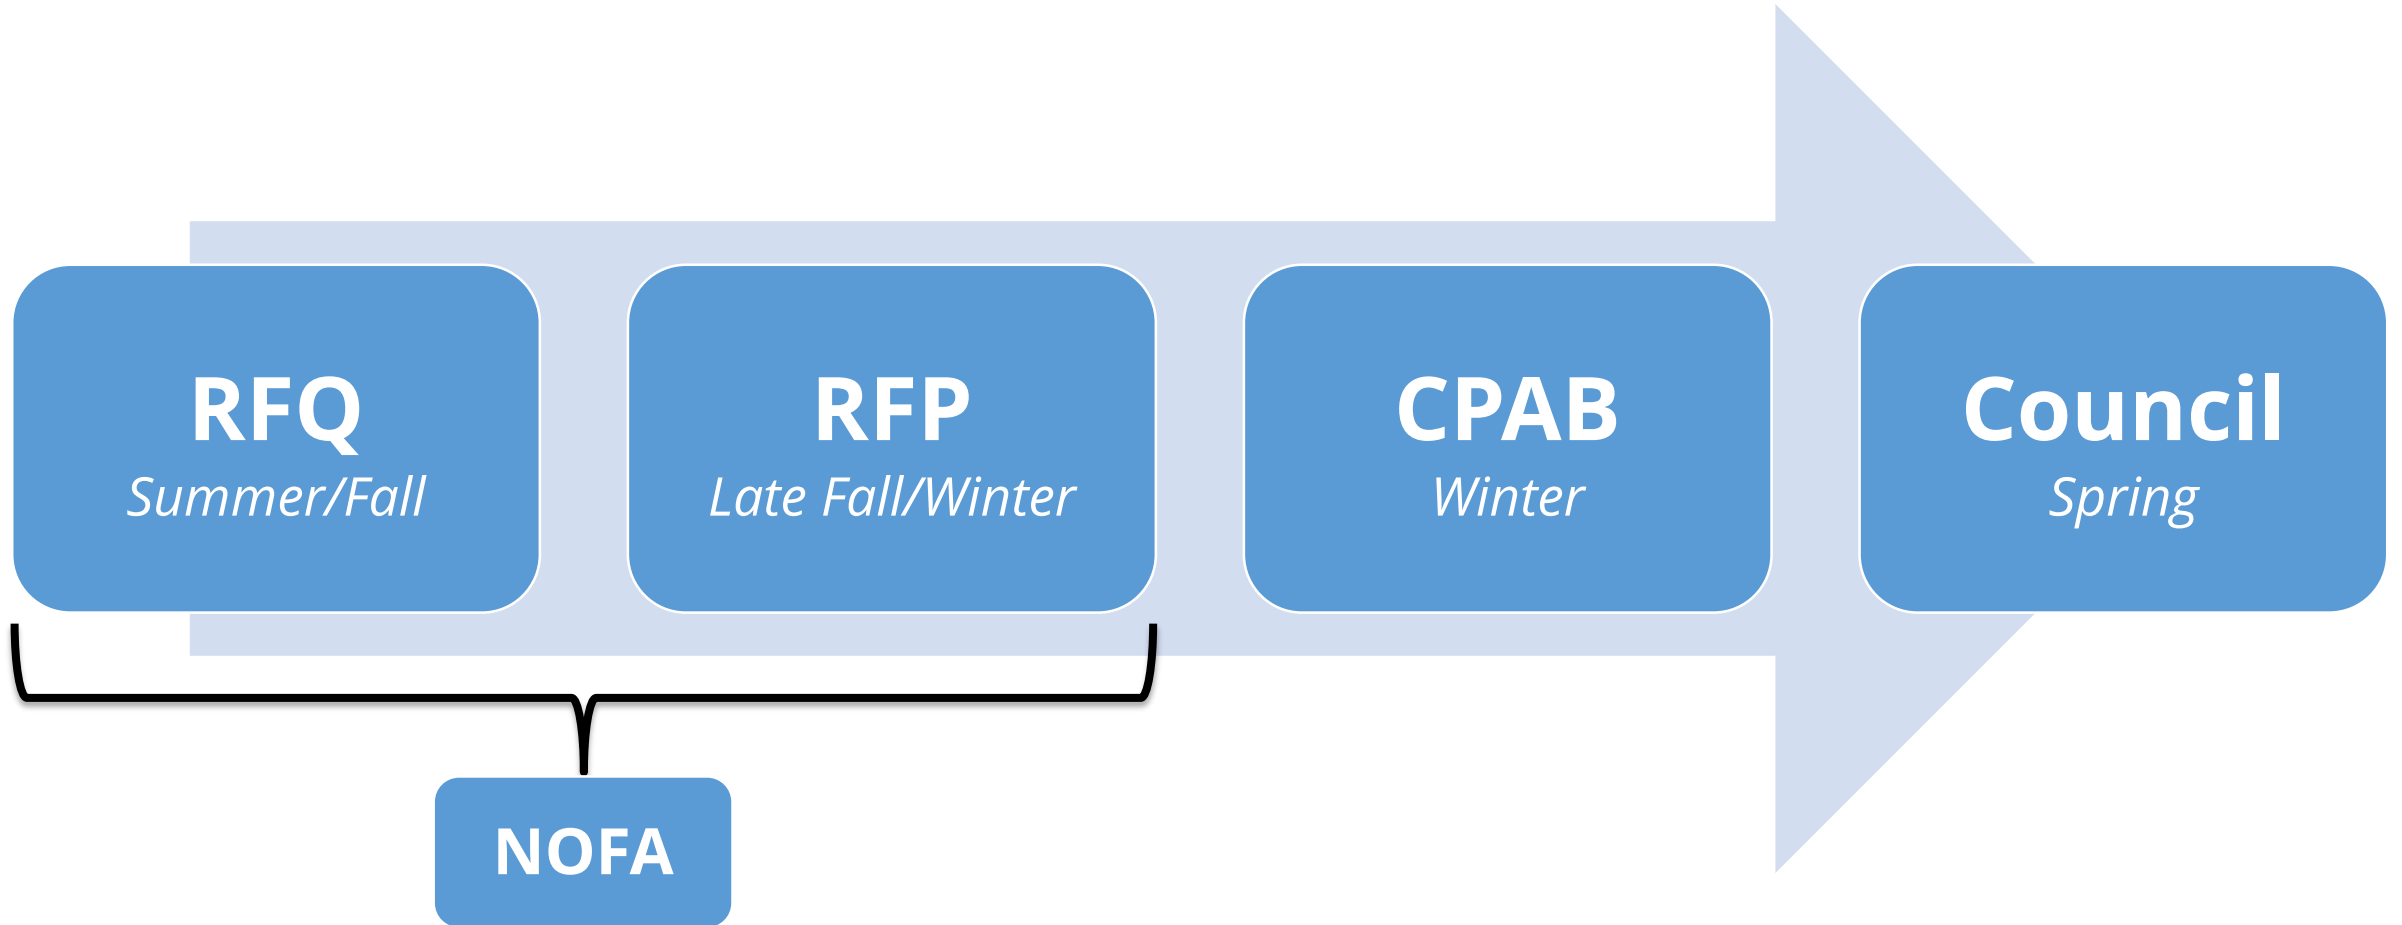 RFQ
Summer/Fall
RFP
Late Fall/Winter
CPAB
Winter
Council
Spring
NOFA